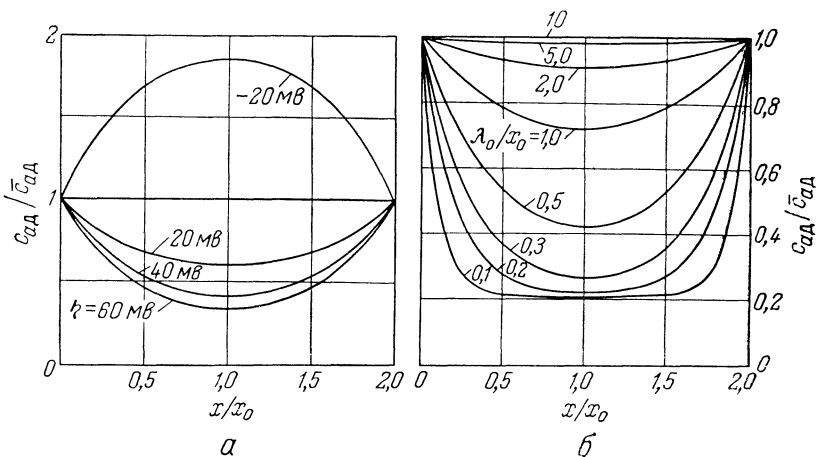 2
1
0
c_ад/c̄_ад
−20 мв
20 мв
40 мв
η=60 мв
0,5
1,0
1,5
2,0
x/x₀
а
10
5,0
2,0
λ₀/x₀=1,0
0,5
0,3
0,2
0,1
1,0
0,8
0,6
0,4
0,2
0
c_ад/c̄_ад
0
0,5
1,0
1,5
2,0
x/x₀
б